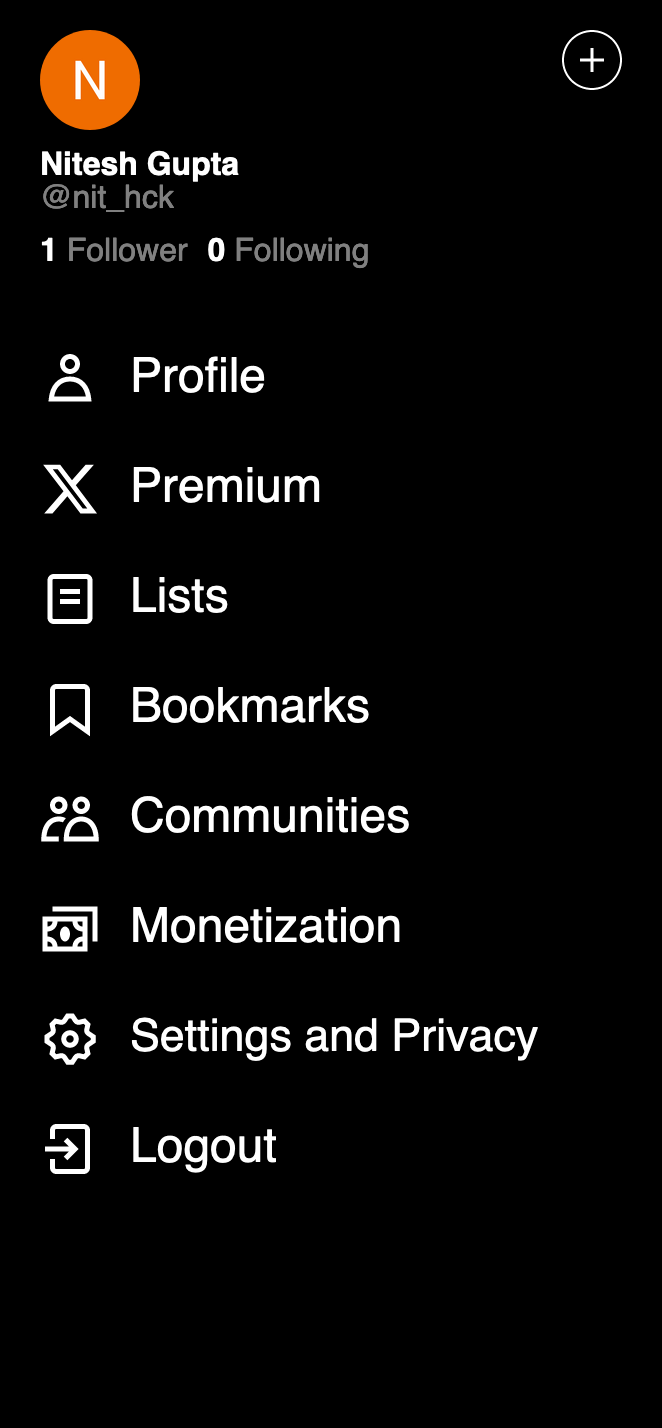 N
Nitesh Gupta
@nit_hck
1 Follower 0 Following
Profile
Premium
Lists
Bookmarks
Communities
Monetization
Settings and Privacy
Logout